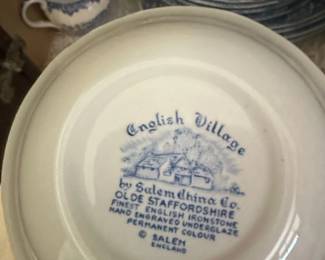 English Village
by Salem China Co.
OLDE STAFFORDSHIRE
FINEST ENGLISH IRONSTONE
HAND ENGRAVED UNDERGLAZE
PERMANENT COLOUR
© SALEM
ENGLAND